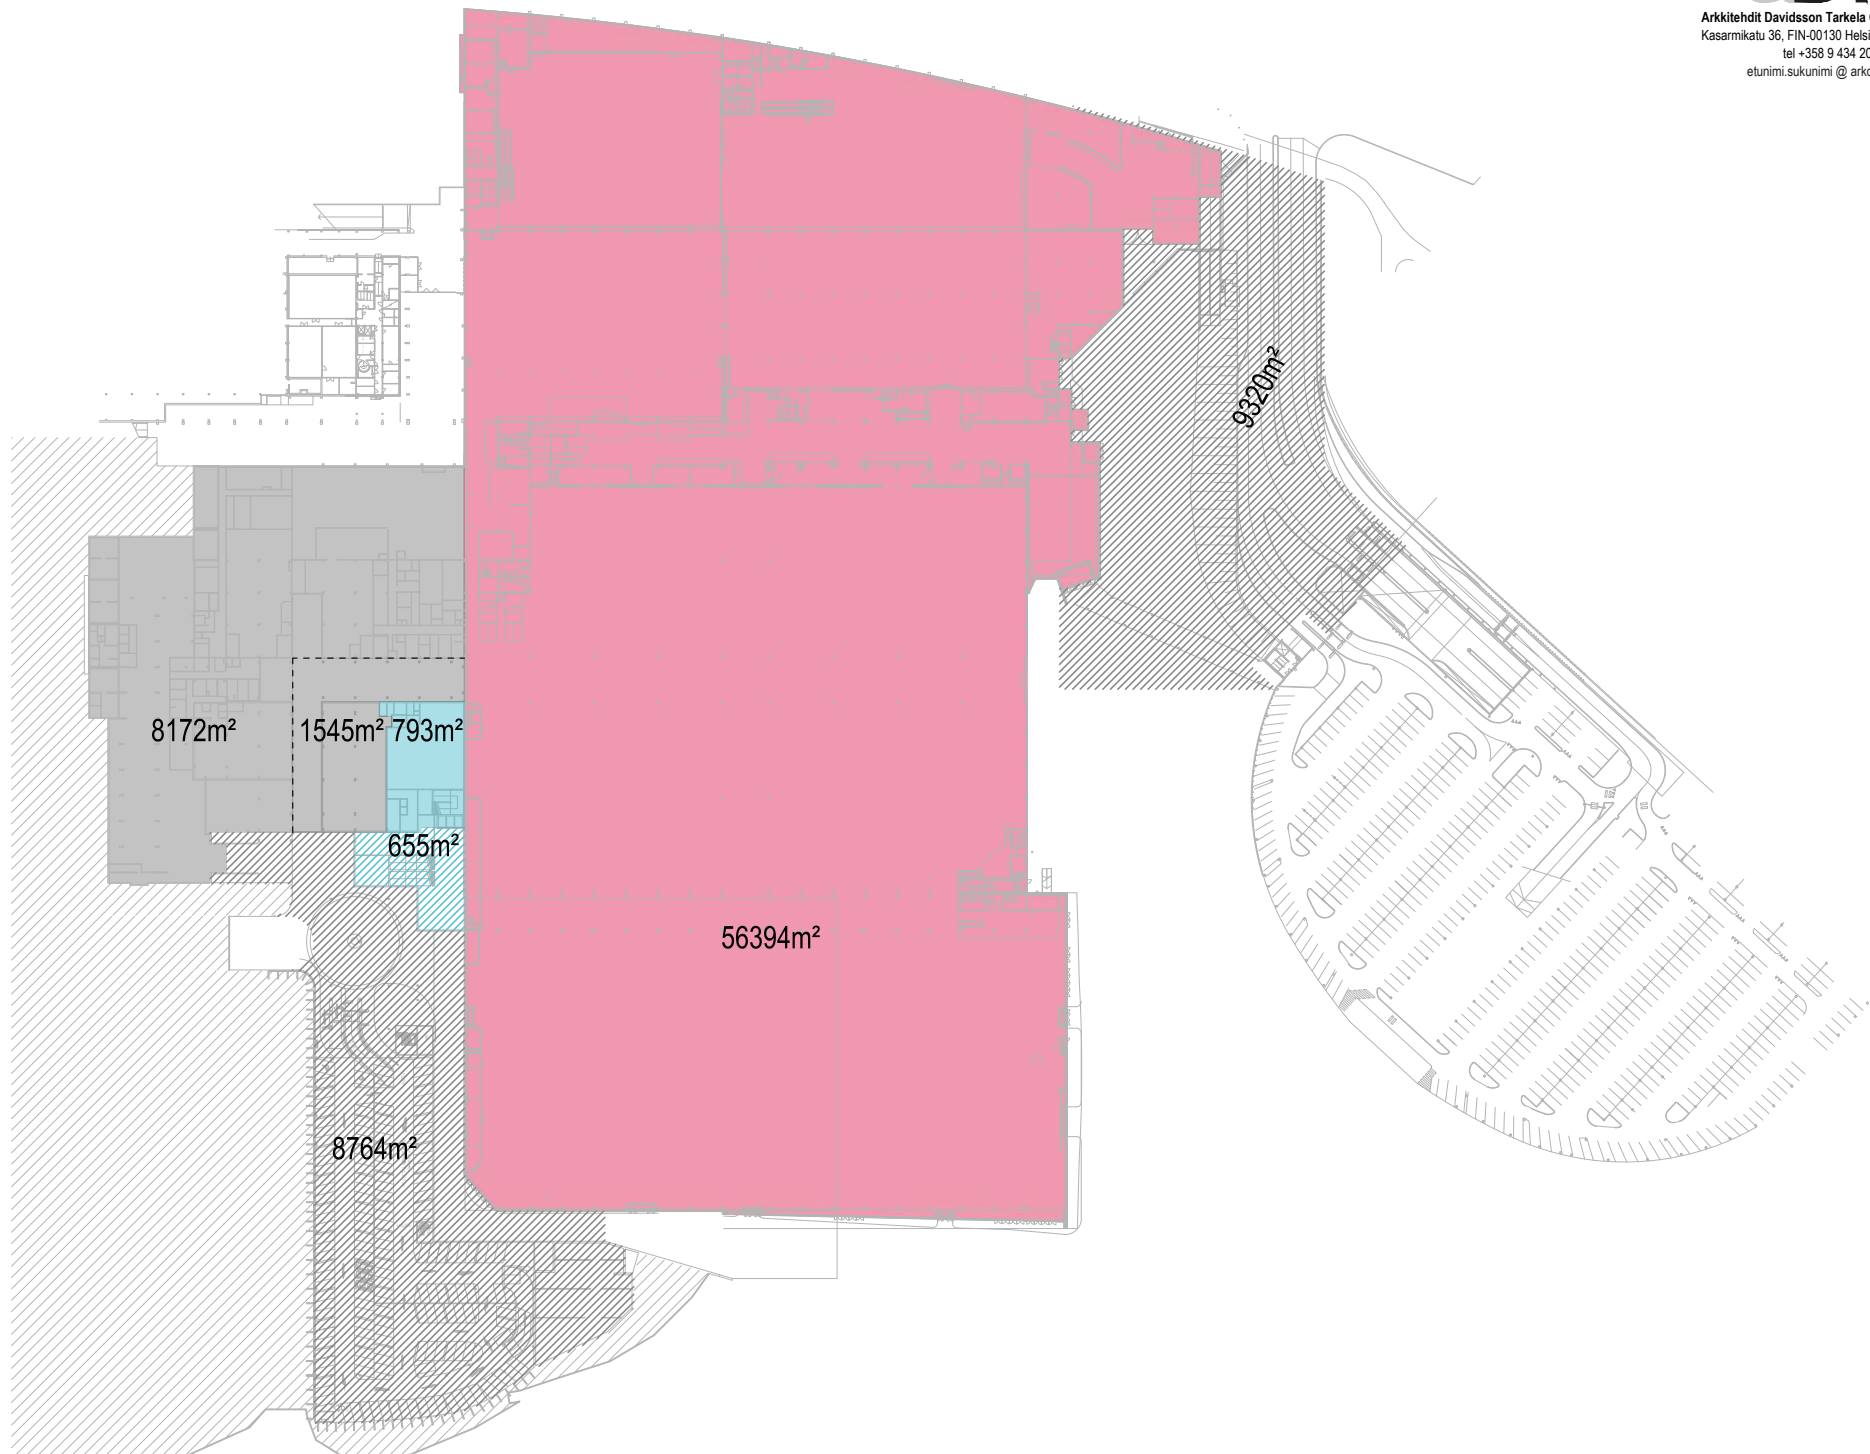 Arkkitehdit Davidsson Tarkela
Kasarmikatu 36, FIN-00130 Helsi
tel +358 9 434 20
etunimi.sukunimi @ ark
9320m²
8172m²
1545m²
793m²
655m²
56394m²
8764m²